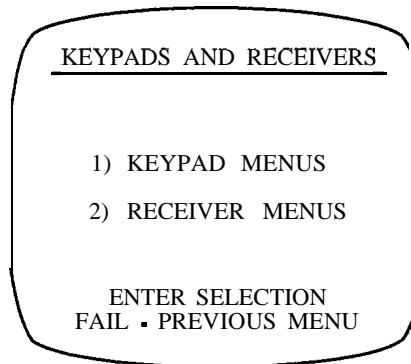 KEYPADS AND RECEIVERS
1) KEYPAD MENUS
2) RECEIVER MENUS
ENTER SELECTION
FAIL - PREVIOUS MENU